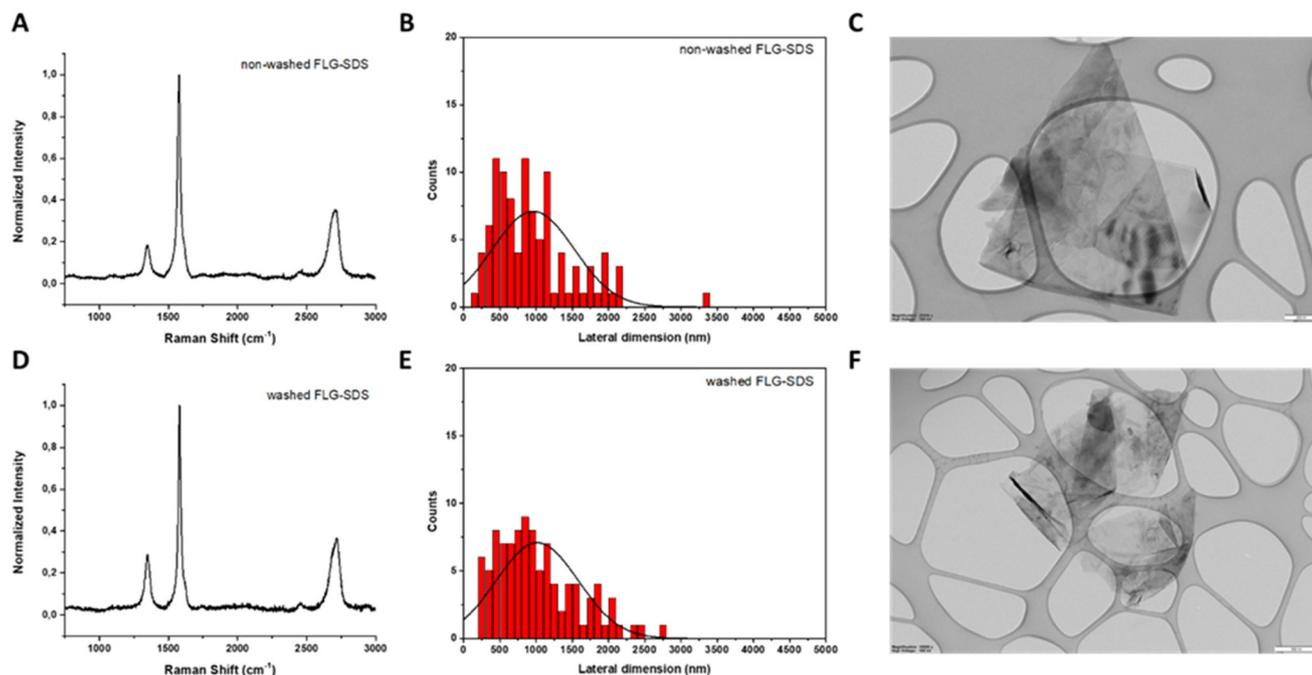 A
non-washed FLG-SDS
1,0
0,8
0,6
0,4
0,2
0,0
Normalized Intensity
1000 1500 2000 2500 3000
Raman Shift (cm-1)
B
non-washed FLG-SDS
20
15
10
5
0
Counts
0 500 1000 1500 2000 2500 3000 3500 4000 4500 5000
Lateral dimension (nm)
C
D
washed FLG-SDS
1,0
0,8
0,6
0,4
0,2
0,0
Normalized Intensity
1000 1500 2000 2500 3000
Raman Shift (cm-1)
E
washed FLG-SDS
20
15
10
5
0
Counts
0 500 1000 1500 2000 2500 3000 3500 4000 4500 5000
Lateral dimension (nm)
F